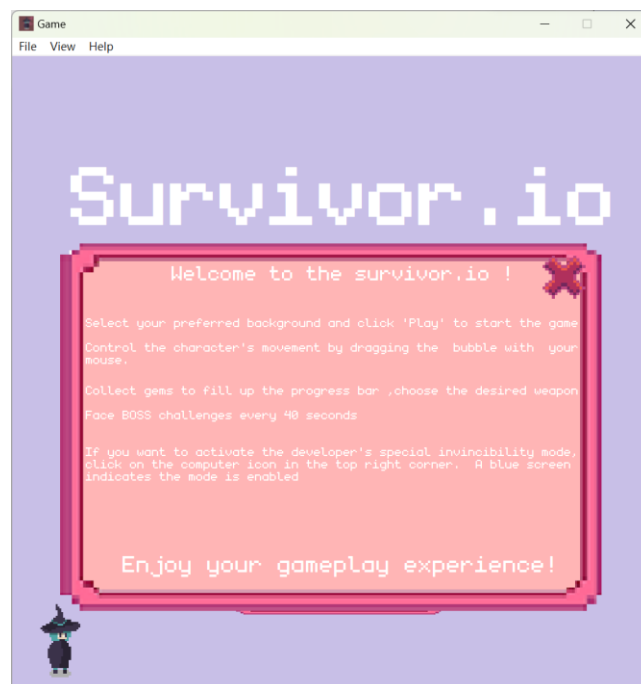 Game
File View Help
Survivor.io
Welcome to the survivor.io !
Select your preferred background and click 'Play' to start the game
Control the character's movement by dragging the bubble with your
mouse.
Collect gems to fill up the progress bar ,choose the desired weapon
Face BOSS challenges every 40 seconds
If you want to activate the developer's special invincibility mode,
click on the computer icon in the top right corner. A blue screen
indicates the mode is enabled
Enjoy your gameplay experience!